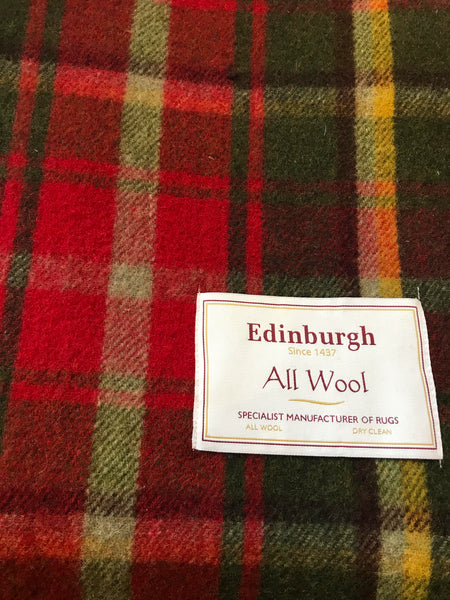 Edinburgh
Since 1437
All Wool
SPECIALIST MANUFACTURER OF RUGS
ALL WOOL DRY CLEAN